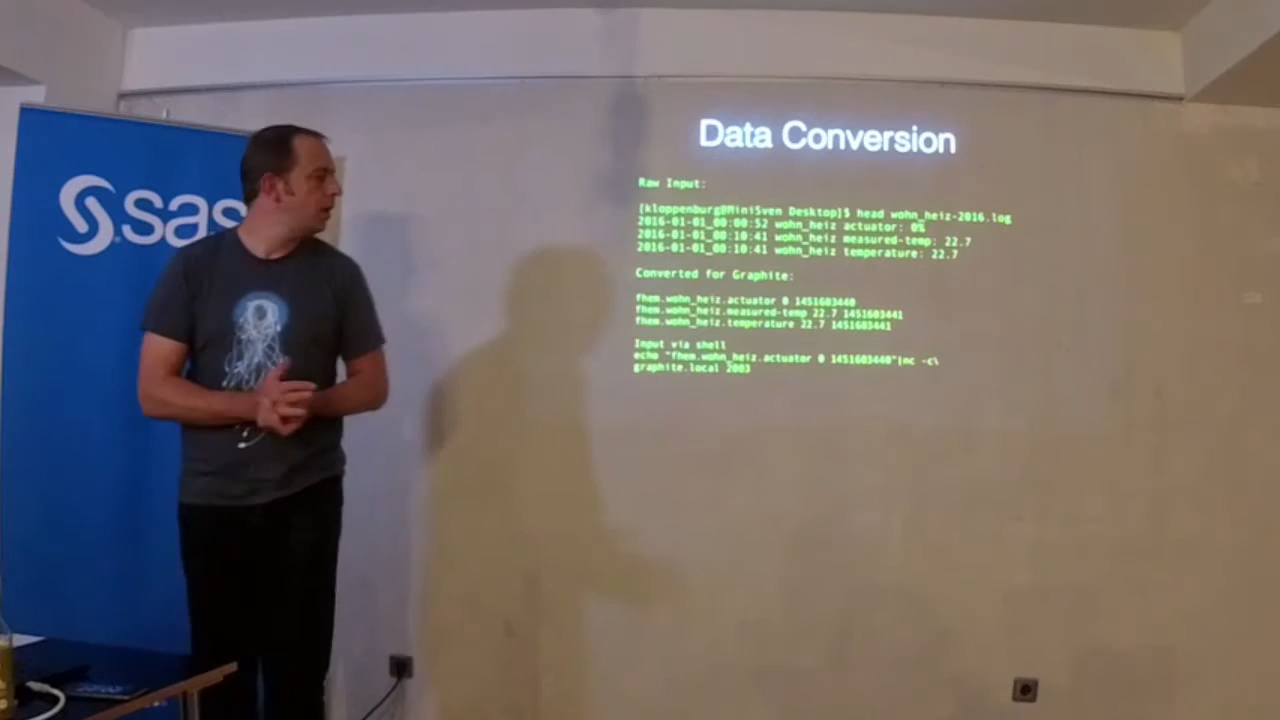 sas
Data Conversion
Raw Input:
[kloppenburg@MiniSven Desktop]$ head wohn_heiz-2016.log
2016-01-01_00:00:52 wohn_heiz actuator: 0%
2016-01-01_00:10:41 wohn_heiz measured-temp: 22.7
2016-01-01_00:10:41 wohn_heiz temperature: 22.7
Converted for Graphite:
fhem.wohn_heiz.actuator 0 1451603440
fhem.wohn_heiz.measured-temp 22.7 1451603441
fhem.wohn_heiz.temperature 22.7 1451603441
Input via shell
echo "fhem.wohn_heiz.actuator 0 1451603440"|nc -c\
graphite.local 2003